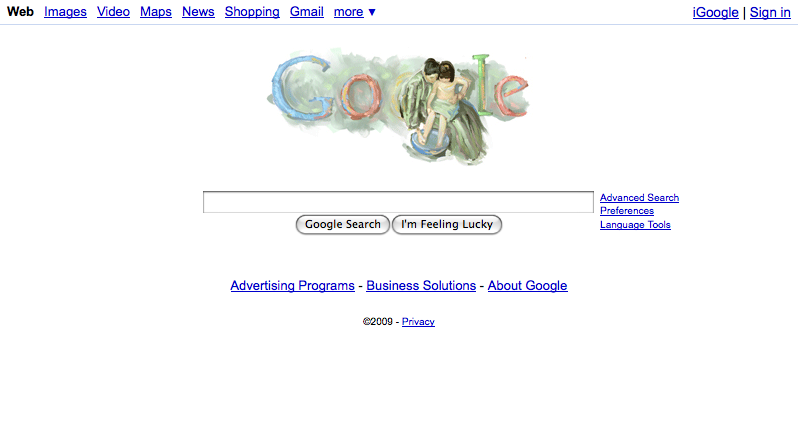 Web Images Video Maps News Shopping Gmail more ▼ iGoogle | Sign in
Google
Advanced Search
Preferences
Language Tools
Google Search I'm Feeling Lucky
Advertising Programs - Business Solutions - About Google
©2009 - Privacy